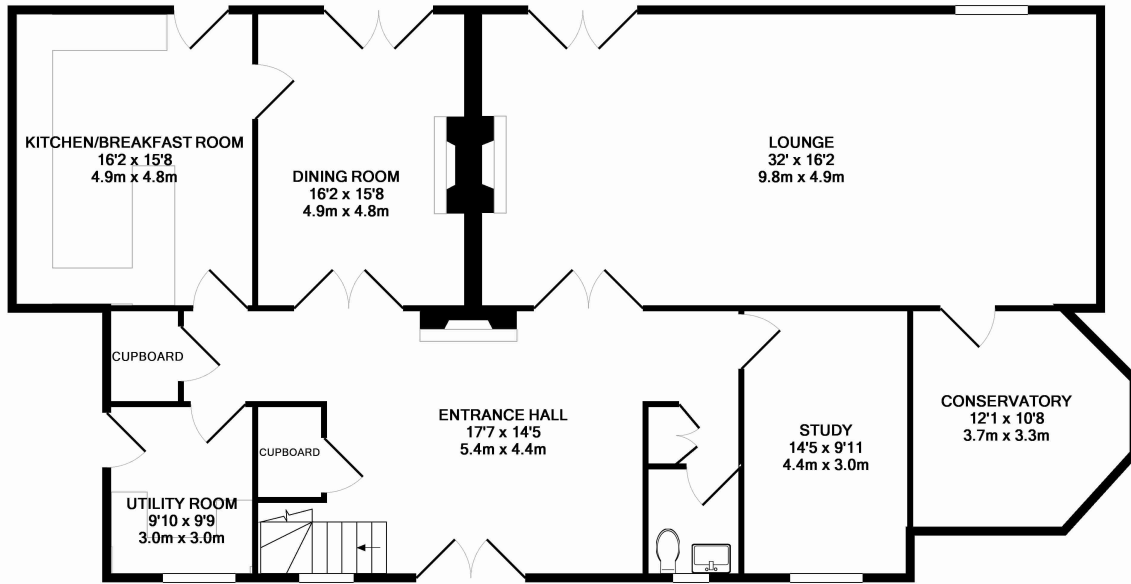 KITCHEN/BREAKFAST ROOM
16'2 x 15'8
4.9m x 4.8m
DINING ROOM
16'2 x 15'8
4.9m x 4.8m
LOUNGE
32' x 16'2
9.8m x 4.9m
CUPBOARD
ENTRANCE HALL
17'7 x 14'5
5.4m x 4.4m
CUPBOARD
UTILITY ROOM
9'10 x 9'9
3.0m x 3.0m
STUDY
14'5 x 9'11
4.4m x 3.0m
CONSERVATORY
12'1 x 10'8
3.7m x 3.3m